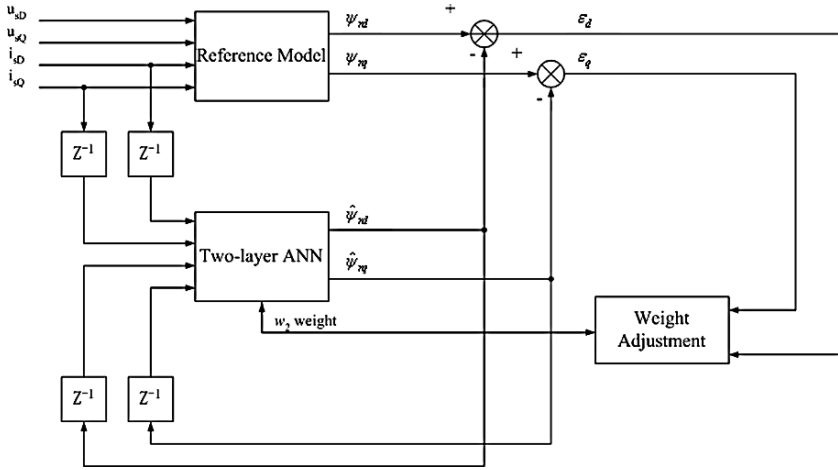 u_sD
u_sQ
i_sD
i_sQ
Reference Model
ψ_rd
ψ_rq
+
-
+
-
ε_d
ε_q
Z⁻¹
Z⁻¹
Two-layer ANN
ψ̂_rd
ψ̂_rq
w₂ weight
Weight
Adjustment
Z⁻¹
Z⁻¹